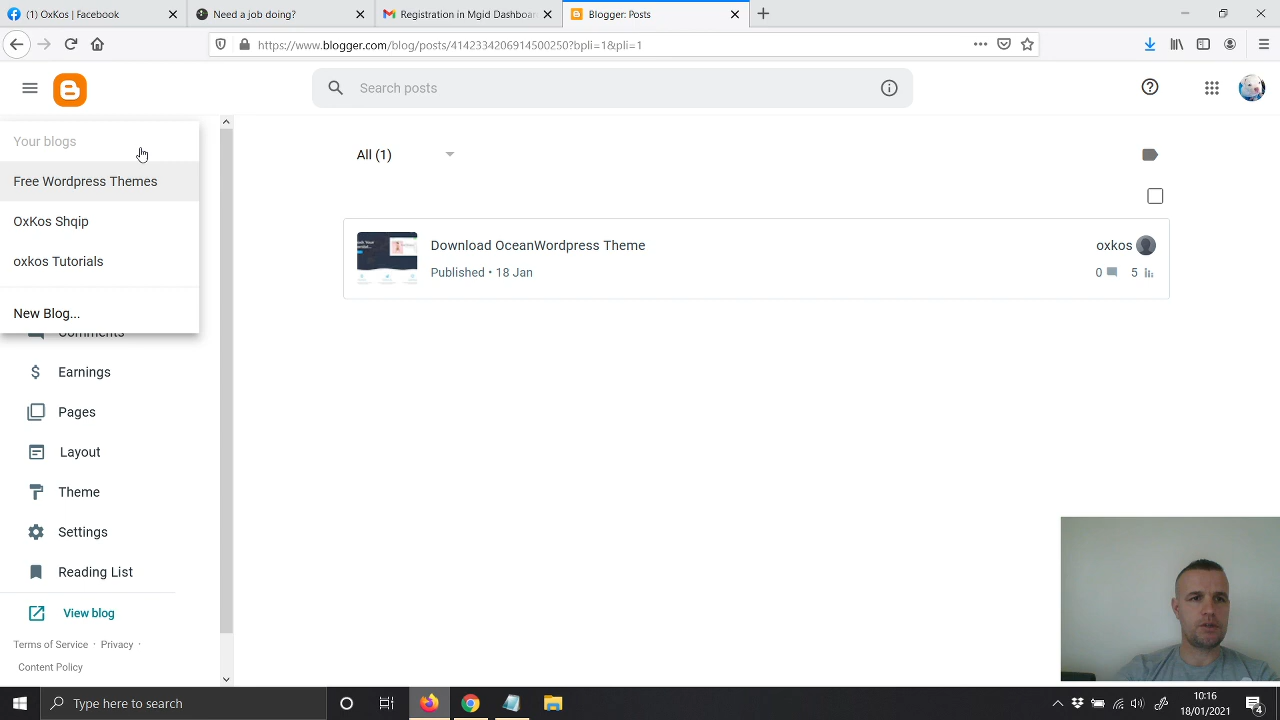 (1) OxKos | Facebook
Need a job doing?
Registration in Mgid Dashboar
Blogger: Posts
https://www.blogger.com/blog/posts/4142334206914500250?bpli=1&pli=1
Search posts
Your blogs
Free Wordpress Themes
OxKos Shqip
oxkos Tutorials
New Blog...
Comments
Earnings
Pages
Layout
Theme
Settings
Reading List
View blog
Terms of Service · Privacy ·
Content Policy
All (1)
Download OceanWordpress Theme
oxkos
Published • 18 Jan
0
5
Type here to search
10:16
18/01/2021
4